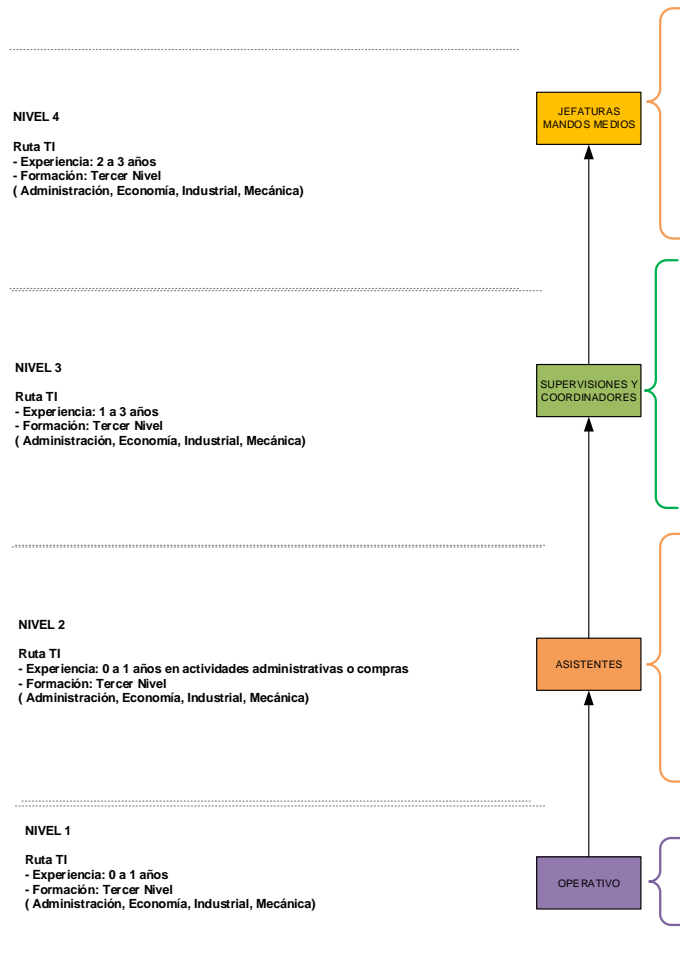 NIVEL 4
Ruta TI
- Experiencia: 2 a 3 años
- Formación: Tercer Nivel
( Administración, Economía, Industrial, Mecánica)
JEFATURAS
MANDOS MEDIOS
NIVEL 3
Ruta TI
- Experiencia: 1 a 3 años
- Formación: Tercer Nivel
( Administración, Economía, Industrial, Mecánica)
SUPERVISIONES Y
COORDINADORES
NIVEL 2
Ruta TI
- Experiencia: 0 a 1 años en actividades administrativas o compras
- Formación: Tercer Nivel
( Administración, Economía, Industrial, Mecánica)
ASISTENTES
NIVEL 1
Ruta TI
- Experiencia: 0 a 1 años
- Formación: Tercer Nivel
( Administración, Economía, Industrial, Mecánica)
OPERATIVO